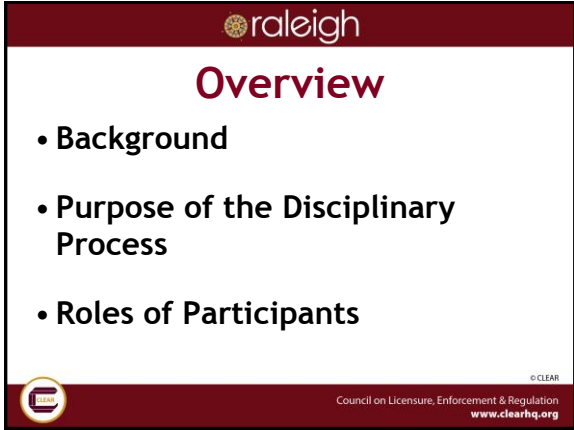 raleigh
Overview
• Background
• Purpose of the Disciplinary
Process
• Roles of Participants
© CLEAR
CLEAR
Council on Licensure, Enforcement & Regulation
www.clearhq.org